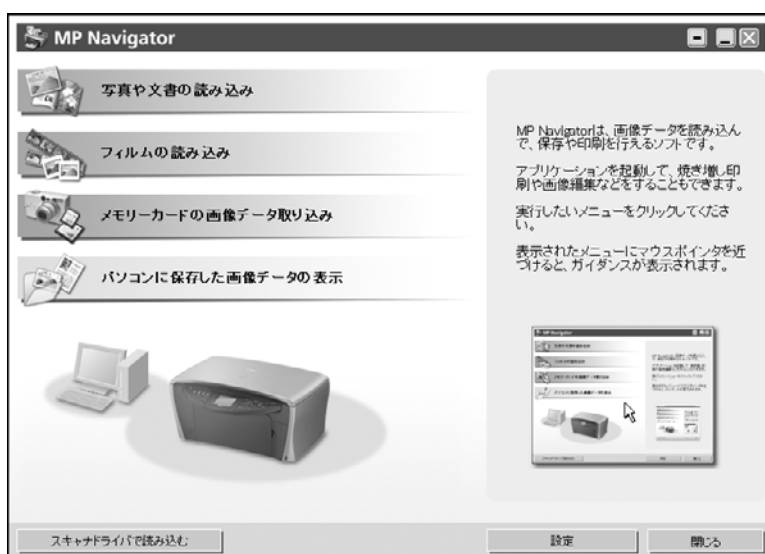 MP Navigator
写真や文書の読み込み
フィルムの読み込み
メモリーカードの画像データ取り込み
パソコンに保存した画像データの表示
MP Navigatorは、画像データを読み込ん
で、保存や印刷を行えるソフトです。
アプリケーションを起動して、焼き増し印
刷や画像編集などをすることもできます。
実行したいメニューをクリックしてくださ
い。
表示されたメニューにマウスポインタを近
づけると、ガイダンスが表示されます。
MP Navigator
スキャナドライバで読み込む
設定
閉じる